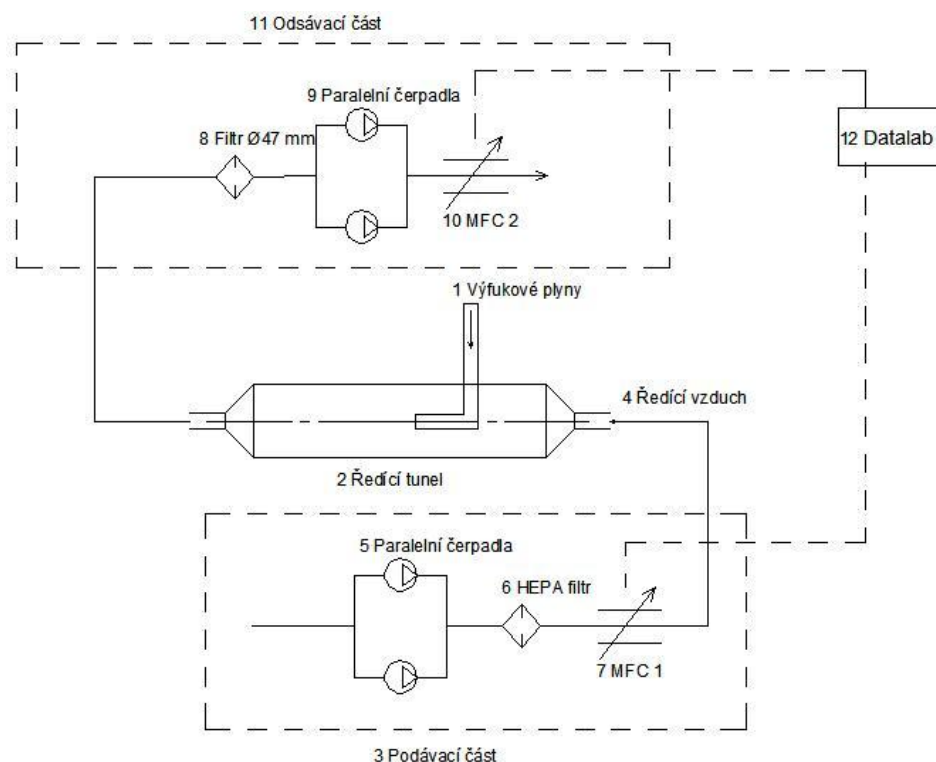 11 Odsávací část
9 Paralelní čerpadla
8 Filtr Ø47 mm
12 Datalab
10 MFC 2
1 Výfukové plyny
4 Ředící vzduch
2 Ředící tunel
5 Paralelní čerpadla
6 HEPA filtr
7 MFC 1
3 Podávací část